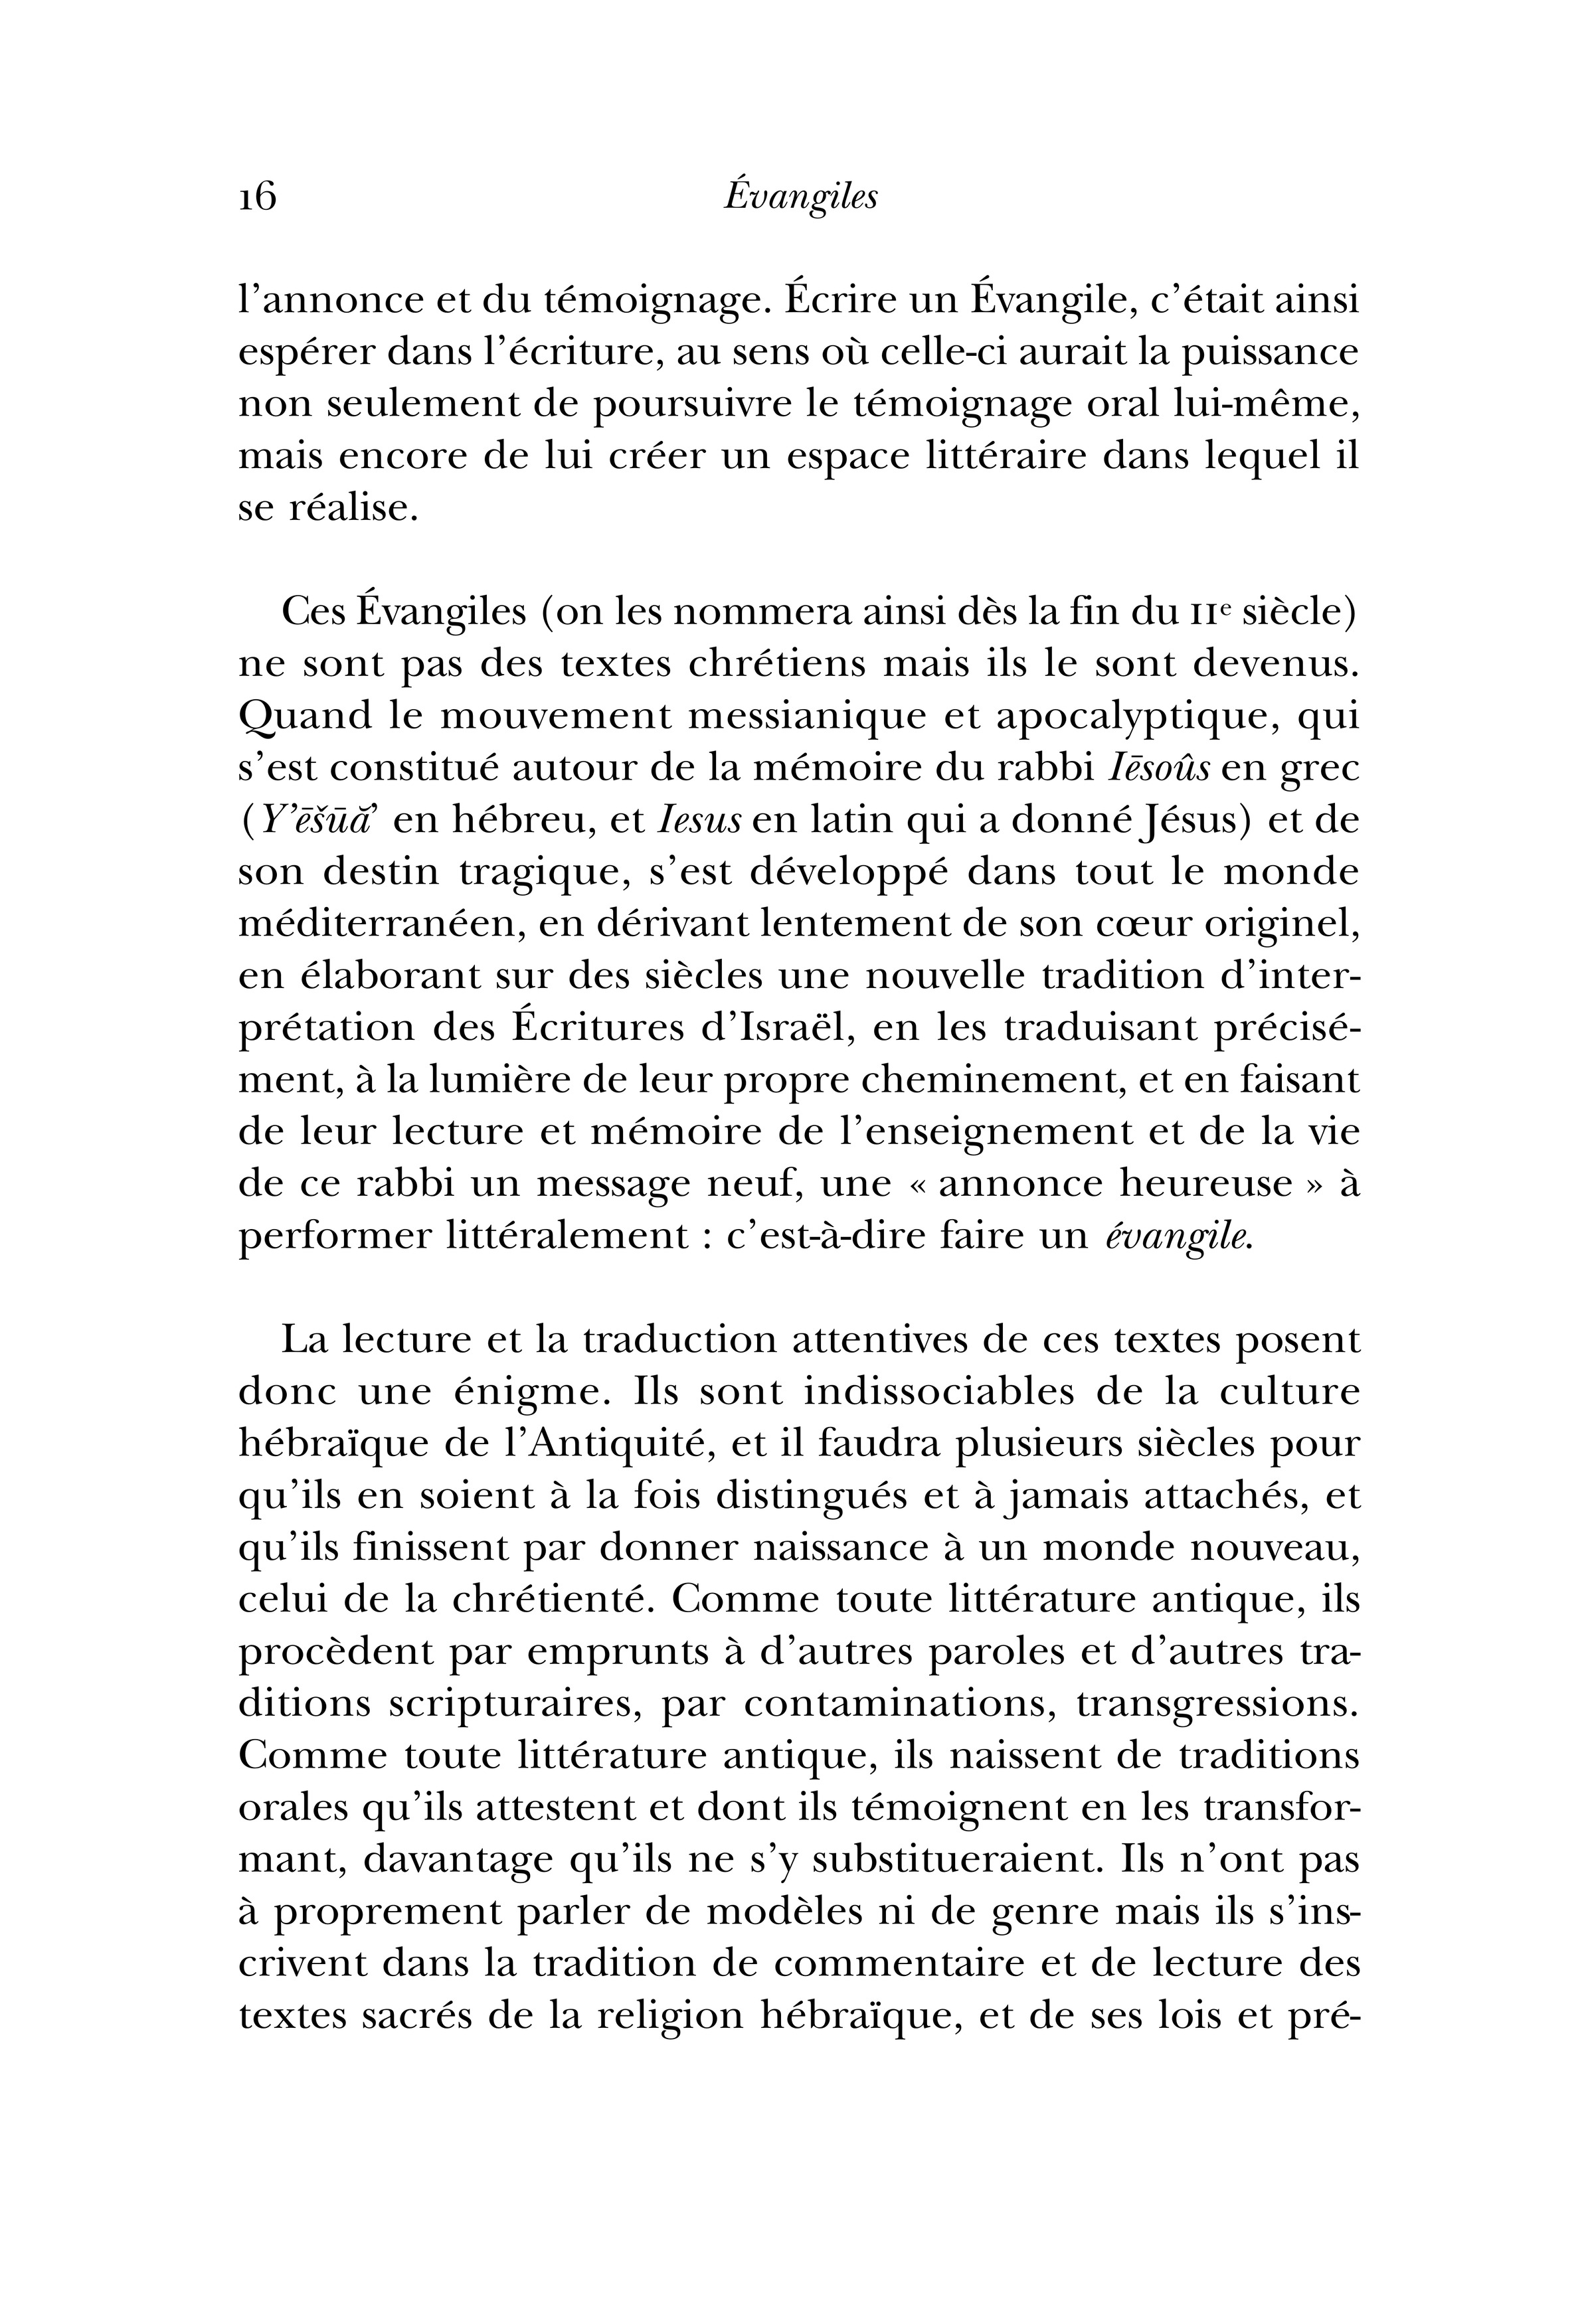 16 Évangiles
l’annonce et du témoignage. Écrire un Évangile, c’était ainsi
espérer dans l’écriture, au sens où celle-ci aurait la puissance
non seulement de poursuivre le témoignage oral lui-même,
mais encore de lui créer un espace littéraire dans lequel il
se réalise.
Ces Évangiles (on les nommera ainsi dès la fin du IIe siècle)
ne sont pas des textes chrétiens mais ils le sont devenus.
Quand le mouvement messianique et apocalyptique, qui
s’est constitué autour de la mémoire du rabbi Iēsoûs en grec
(Y’ēšūă’ en hébreu, et Iesus en latin qui a donné Jésus) et de
son destin tragique, s’est développé dans tout le monde
méditerranéen, en dérivant lentement de son cœur originel,
en élaborant sur des siècles une nouvelle tradition d’inter-
prétation des Écritures d’Israël, en les traduisant précisé-
ment, à la lumière de leur propre cheminement, et en faisant
de leur lecture et mémoire de l’enseignement et de la vie
de ce rabbi un message neuf, une « annonce heureuse » à
performer littéralement : c’est-à-dire faire un évangile.
La lecture et la traduction attentives de ces textes posent
donc une énigme. Ils sont indissociables de la culture
hébraïque de l’Antiquité, et il faudra plusieurs siècles pour
qu’ils en soient à la fois distingués et à jamais attachés, et
qu’ils finissent par donner naissance à un monde nouveau,
celui de la chrétienté. Comme toute littérature antique, ils
procèdent par emprunts à d’autres paroles et d’autres tra-
ditions scripturaires, par contaminations, transgressions.
Comme toute littérature antique, ils naissent de traditions
orales qu’ils attestent et dont ils témoignent en les transfor-
mant, davantage qu’ils ne s’y substitueraient. Ils n’ont pas
à proprement parler de modèles ni de genre mais ils s’ins-
crivent dans la tradition de commentaire et de lecture des
textes sacrés de la religion hébraïque, et de ses lois et pré-